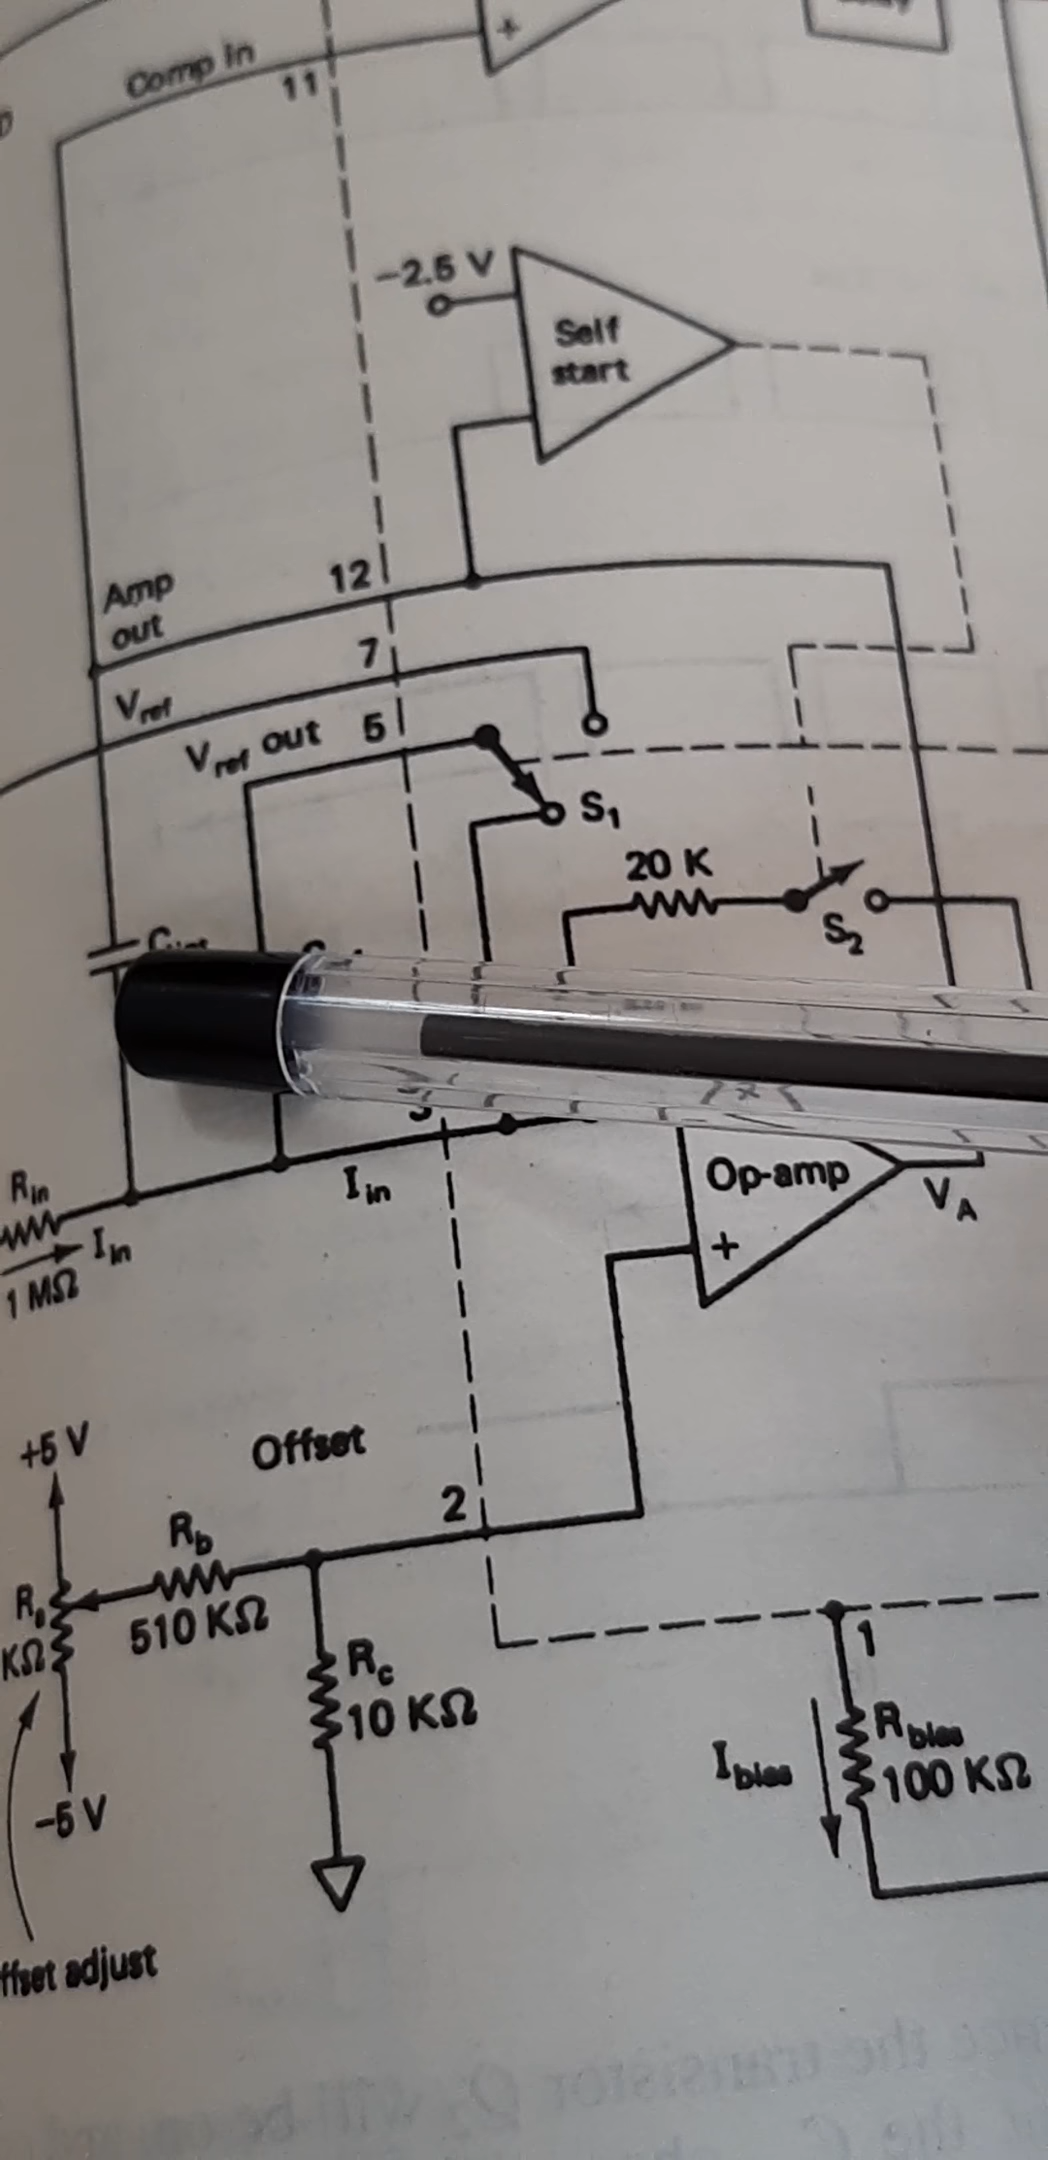 Comp in
11
+
−2.5 V
Self
start
Amp
out
12
7
Vref
Vref out
5
S1
20 K
S2
Rin
Iin
Iin
1 MΩ
Op-amp
VA
+
+5 V
Offset
2
Rb
510 KΩ
KΩ
Rc
10 KΩ
1
Rbias
100 KΩ
Ibias
−5 V
ffset adjust